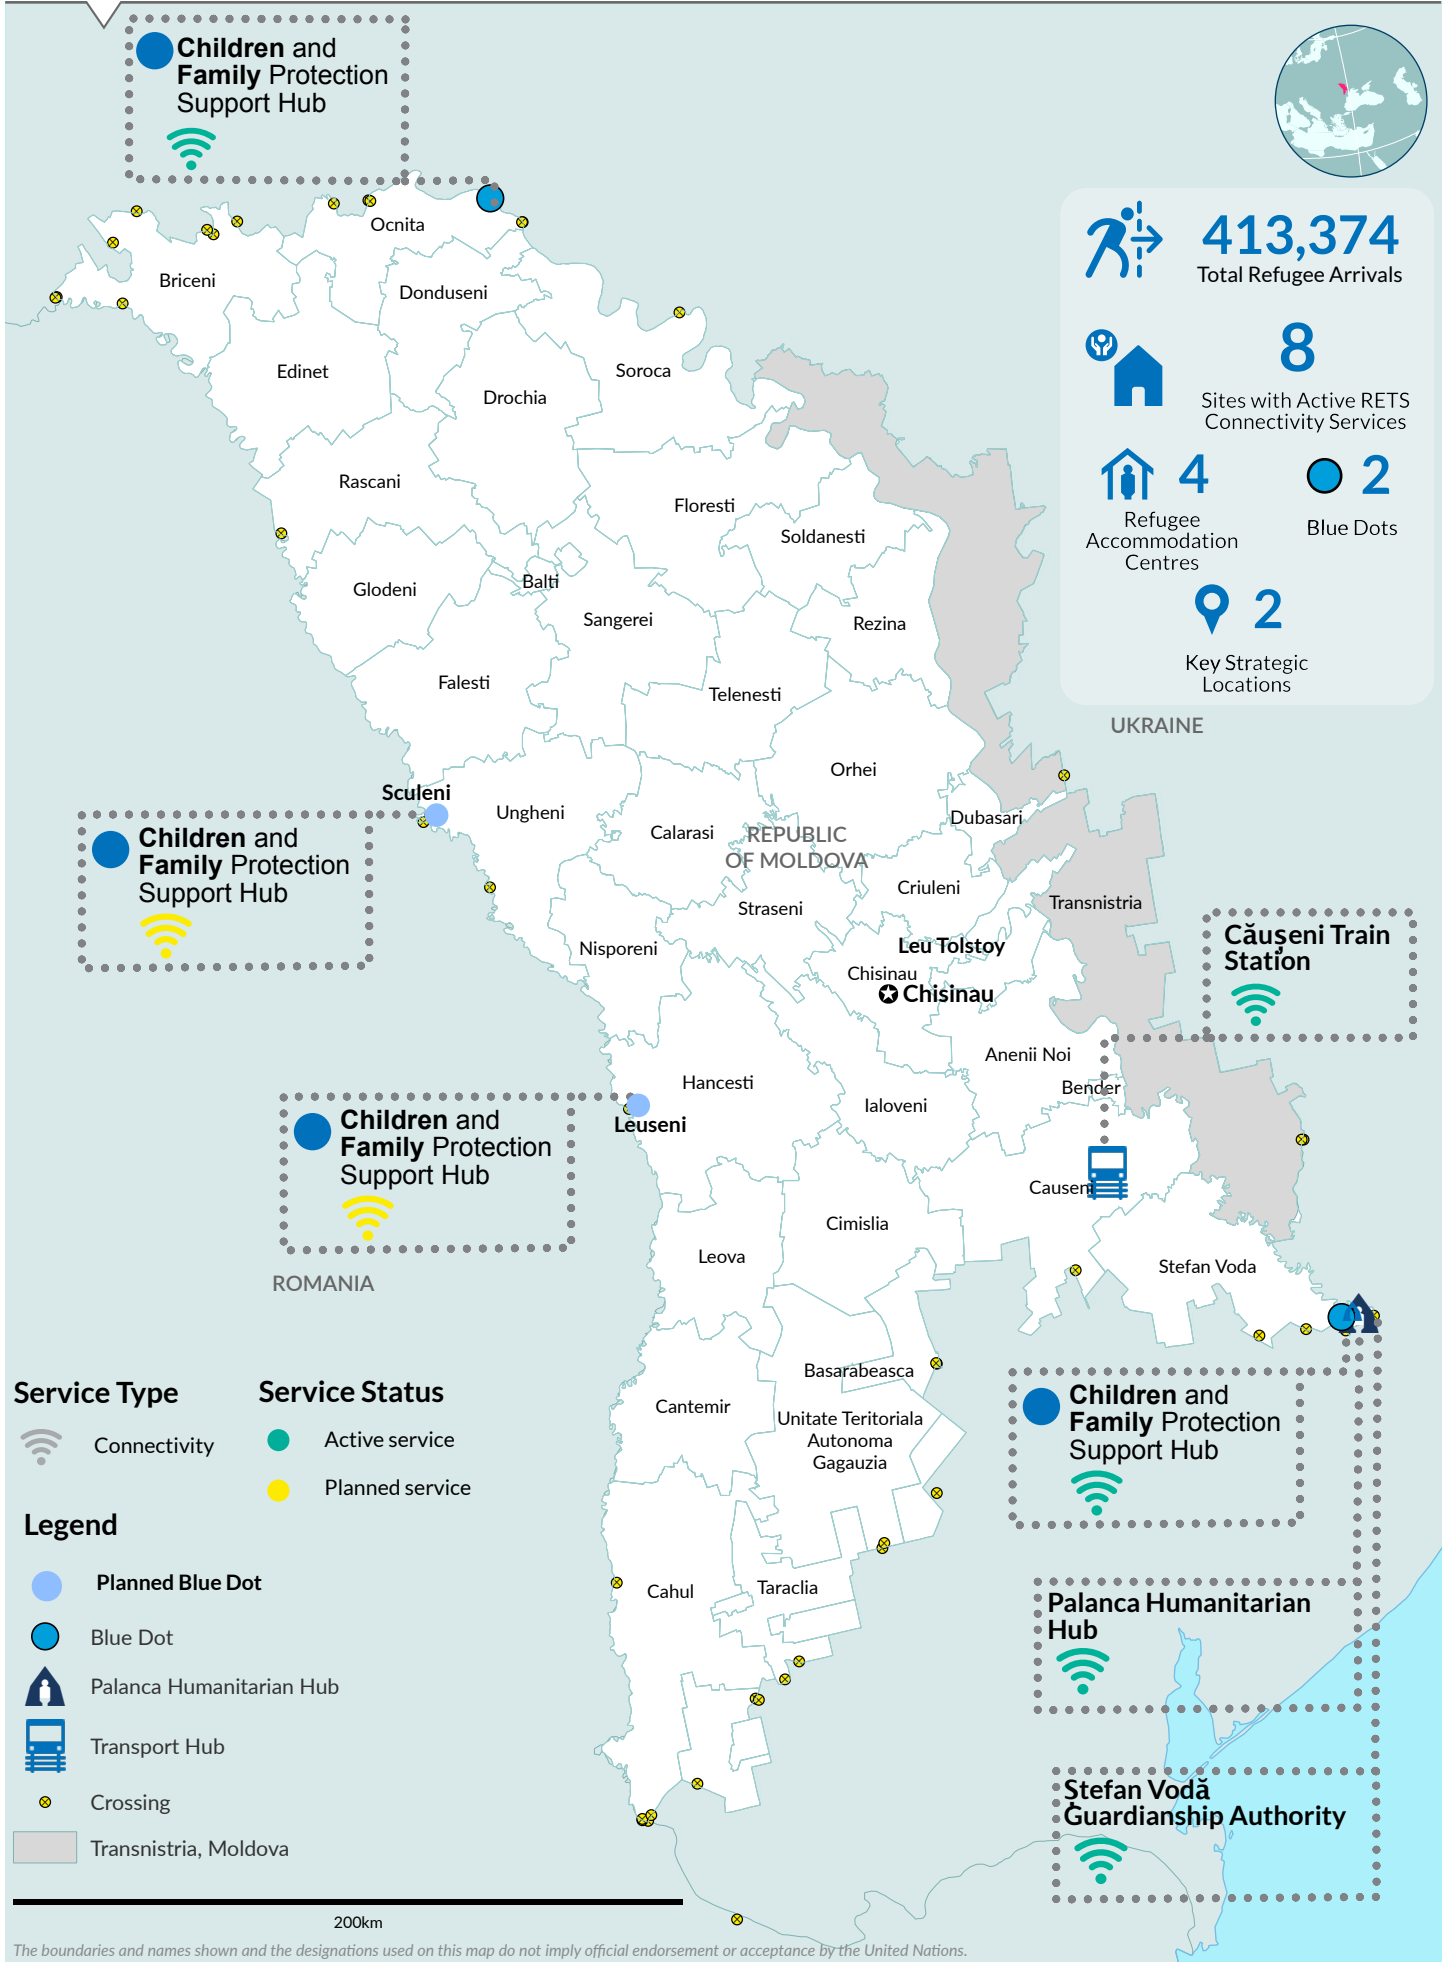 Children and
Family Protection
Support Hub
413,374
Total Refugee Arrivals
8
Sites with Active RETS
Connectivity Services
4
Refugee
Accommodation
Centres
2
Blue Dots
2
Key Strategic
Locations
UKRAINE
Ocnita
Briceni
Donduseni
Edinet
Drochia
Soroca
Rascani
Floresti
Soldanesti
Glodeni
Balti
Sangerei
Rezina
Falesti
Telenesti
Orhei
Sculeni
Ungheni
Calarasi
Dubasari
REPUBLIC
OF MOLDOVA
Children and
Family Protection
Support Hub
Criuleni
Straseni
Transnistria
Nisporeni
Leu Tolstoy
Chisinau
Chisinau
Căușeni Train
Station
Anenii Noi
Bender
Hancesti
Ialoveni
Leuseni
Children and
Family Protection
Support Hub
Causeni
Cimislia
Leova
Stefan Voda
ROMANIA
Basarabeasca
Cantemir
Unitate Teritoriala
Autonoma
Gagauzia
Children and
Family Protection
Support Hub
Cahul
Taraclia
Palanca Humanitarian
Hub
Ștefan Vodă
Guardianship Authority
Service Type
Connectivity
Service Status
Active service
Planned service
Legend
Planned Blue Dot
Blue Dot
Palanca Humanitarian Hub
Transport Hub
Crossing
Transnistria, Moldova
200km
The boundaries and names shown and the designations used on this map do not imply official endorsement or acceptance by the United Nations.